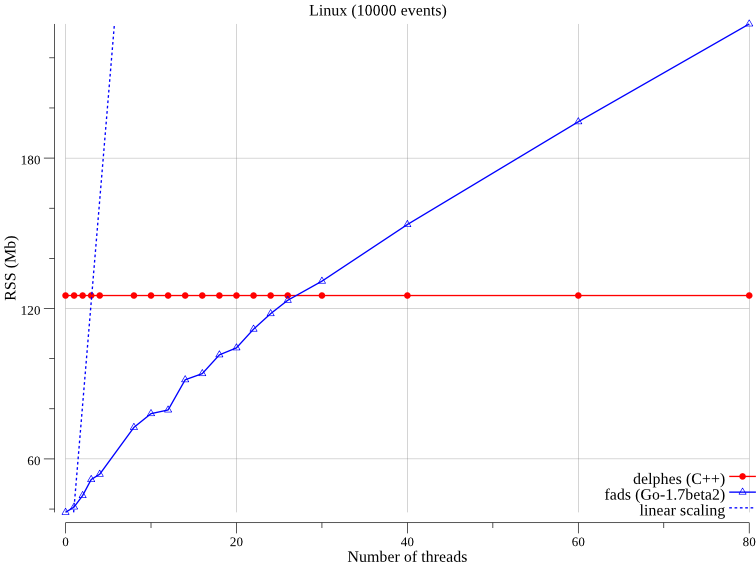 Linux (10000 events)
RSS (Mb)
180
120
60
delphes (C++)
fads (Go-1.7beta2)
linear scaling
0 20 40 60 80
Number of threads